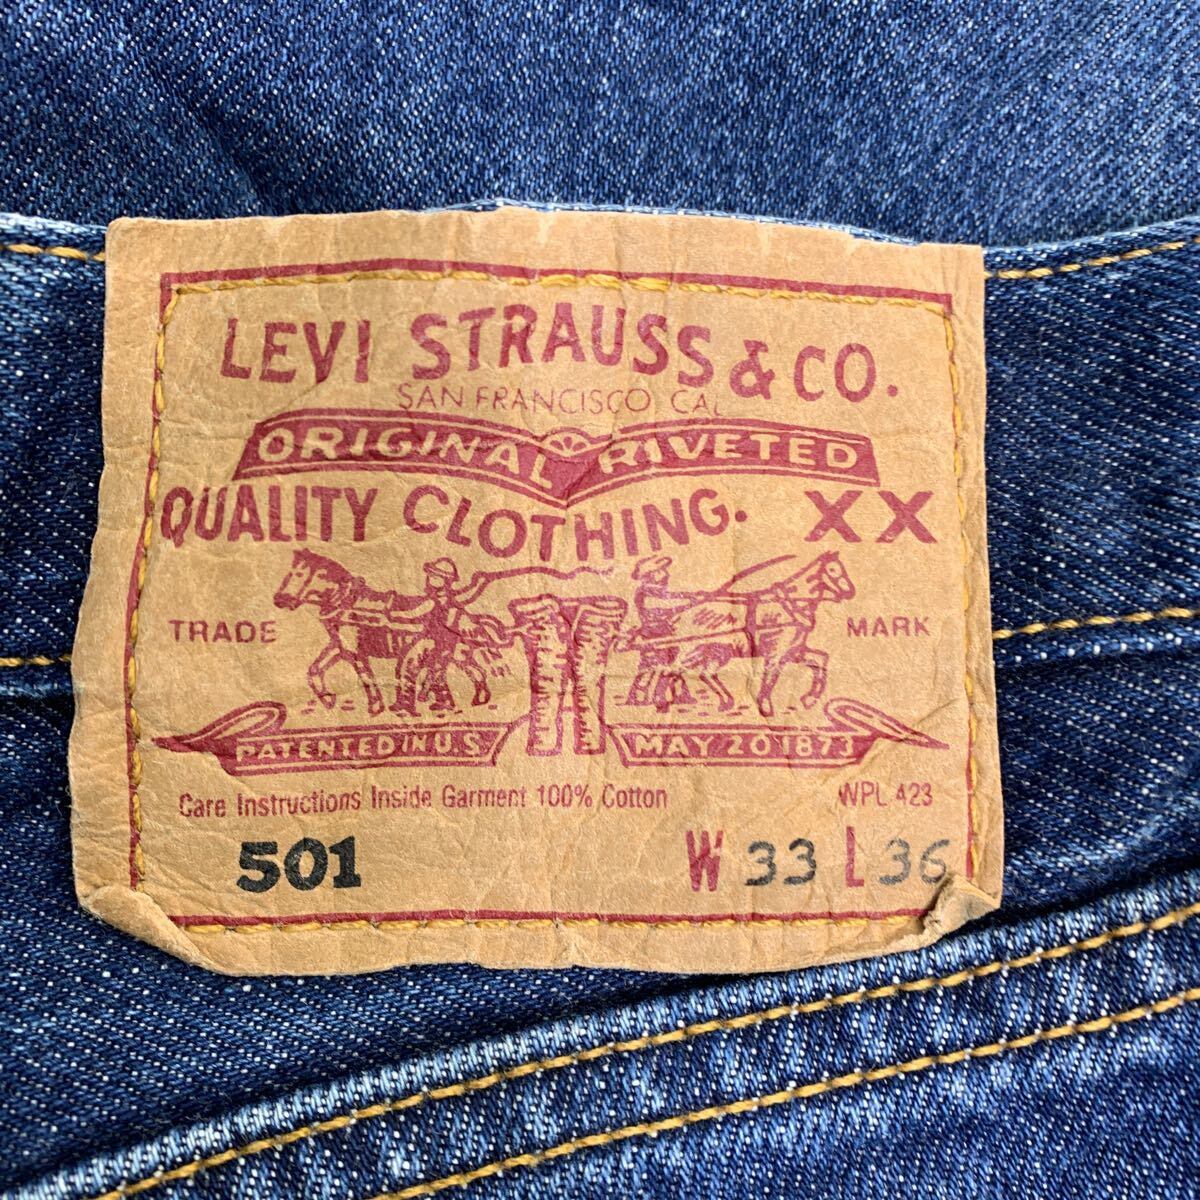 LEVI STRAUSS & CO.
SAN FRANCISCO CAL
ORIGINAL RIVETED
QUALITY CLOTHING. XX
TRADE MARK
PATENTED IN U.S. MAY 20 1873
Care Instructions Inside Garment 100% Cotton WPL 423
501 W 33 L 36